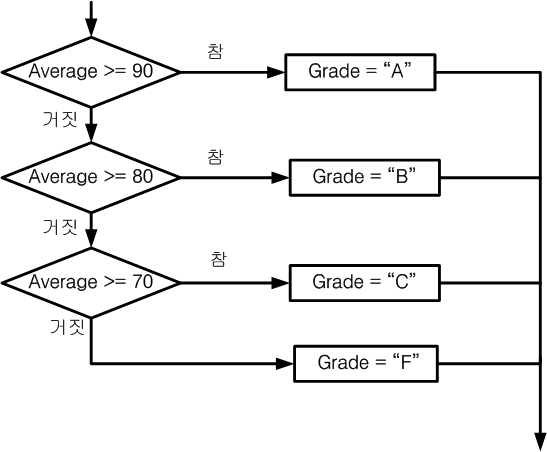 참
Average >= 90
Grade = “A”
거짓
참
Average >= 80
Grade = “B”
거짓
참
Average >= 70
Grade = “C”
거짓
Grade = “F”